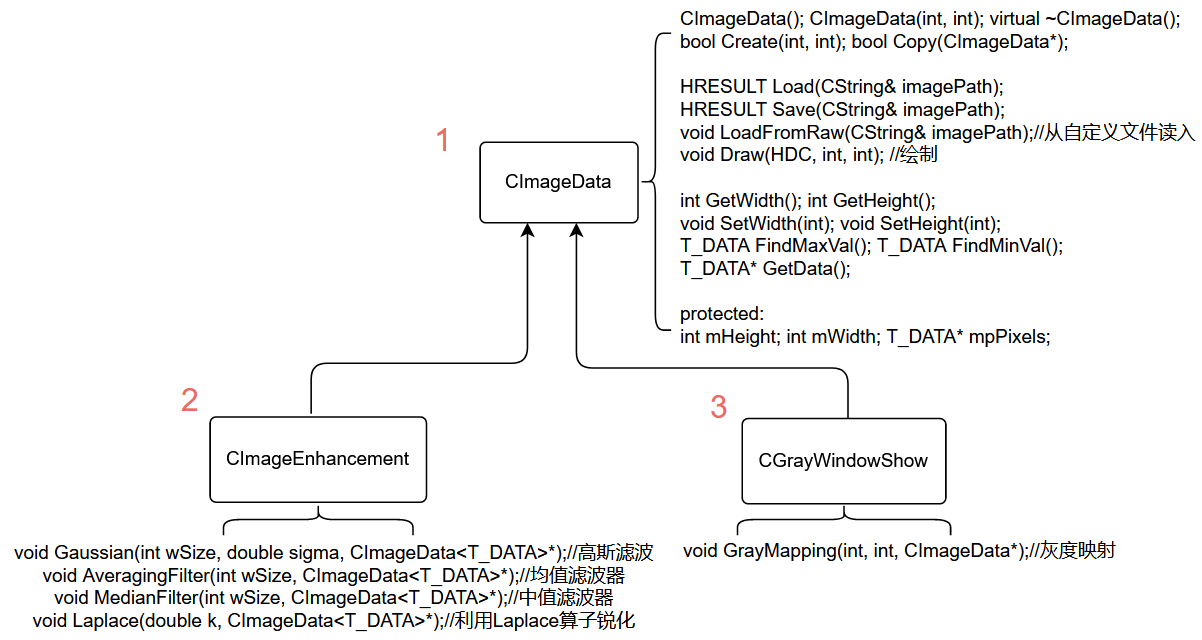 CImageData(); CImageData(int, int); virtual ~CImageData();
bool Create(int, int); bool Copy(CImageData*);
HRESULT Load(CString& imagePath);
HRESULT Save(CString& imagePath);
void LoadFromRaw(CString& imagePath);//从自定义文件读入
void Draw(HDC, int, int); //绘制
1
CImageData
int GetWidth(); int GetHeight();
void SetWidth(int); void SetHeight(int);
T_DATA FindMaxVal(); T_DATA FindMinVal();
T_DATA* GetData();
protected:
int mHeight; int mWidth; T_DATA* mpPixels;
2
CImageEnhancement
void Gaussian(int wSize, double sigma, CImageData<T_DATA>*);//高斯滤波
void AveragingFilter(int wSize, CImageData<T_DATA>*);//均值滤波器
void MedianFilter(int wSize, CImageData<T_DATA>*);//中值滤波器
void Laplace(double k, CImageData<T_DATA>*);//利用Laplace算子锐化
3
CGrayWindowShow
void GrayMapping(int, int, CImageData*);//灰度映射